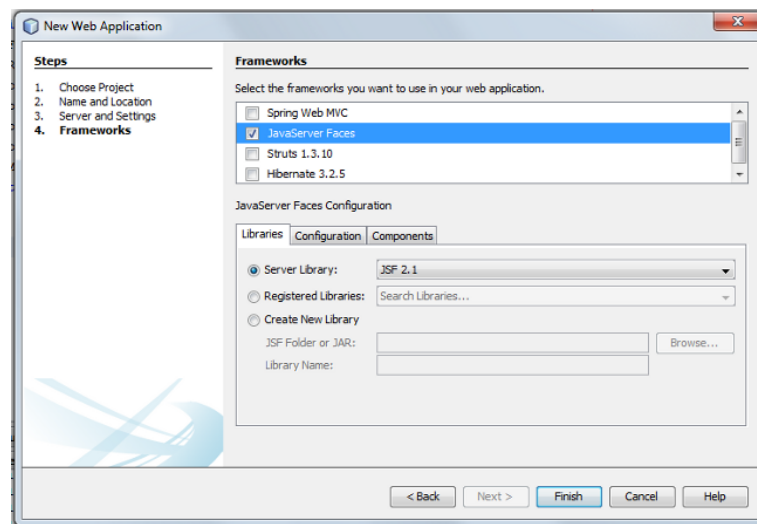 New Web Application
Steps
1. Choose Project
2. Name and Location
3. Server and Settings
4. Frameworks
Frameworks
Select the frameworks you want to use in your web application.
Spring Web MVC
JavaServer Faces
Struts 1.3.10
Hibernate 3.2.5
JavaServer Faces Configuration
Libraries Configuration Components
Server Library: JSF 2.1
Registered Libraries: Search Libraries...
Create New Library
JSF Folder or JAR: Browse...
Library Name:
< Back Next > Finish Cancel Help